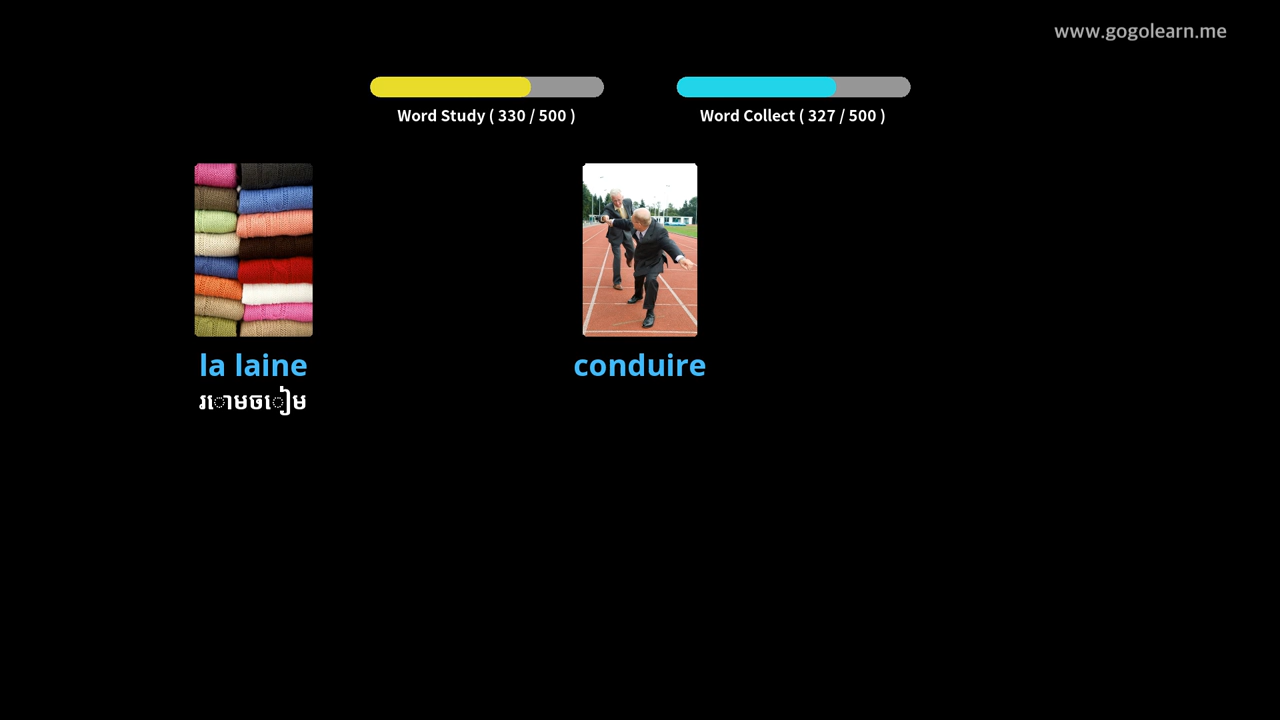 www.gogolearn.me
Word Study ( 330 / 500 )
Word Collect ( 327 / 500 )
la laine
រោមចៀម
conduire